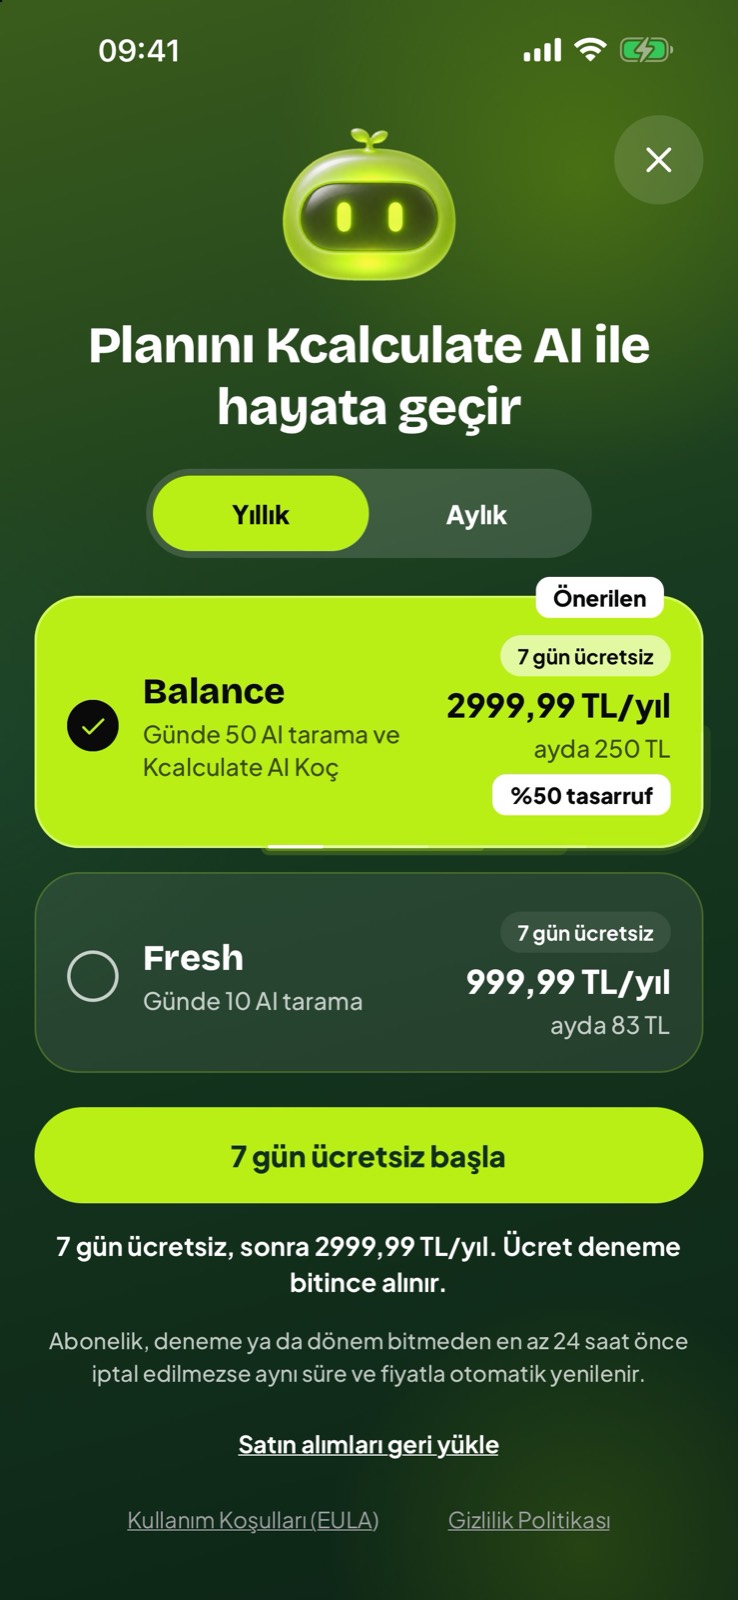 09:41
Planını Kcalculate AI ile
hayata geçir
Yıllık
Aylık
Önerilen
7 gün ücretsiz
Balance
2999,99 TL/yıl
Günde 50 AI tarama ve
Kcalculate AI Koç
ayda 250 TL
%50 tasarruf
7 gün ücretsiz
Fresh
999,99 TL/yıl
Günde 10 AI tarama
ayda 83 TL
7 gün ücretsiz başla
7 gün ücretsiz, sonra 2999,99 TL/yıl. Ücret deneme
bitince alınır.
Abonelik, deneme ya da dönem bitmeden en az 24 saat önce
iptal edilmezse aynı süre ve fiyatla otomatik yenilenir.
Satın alımları geri yükle
Kullanım Koşulları (EULA)
Gizlilik Politikası